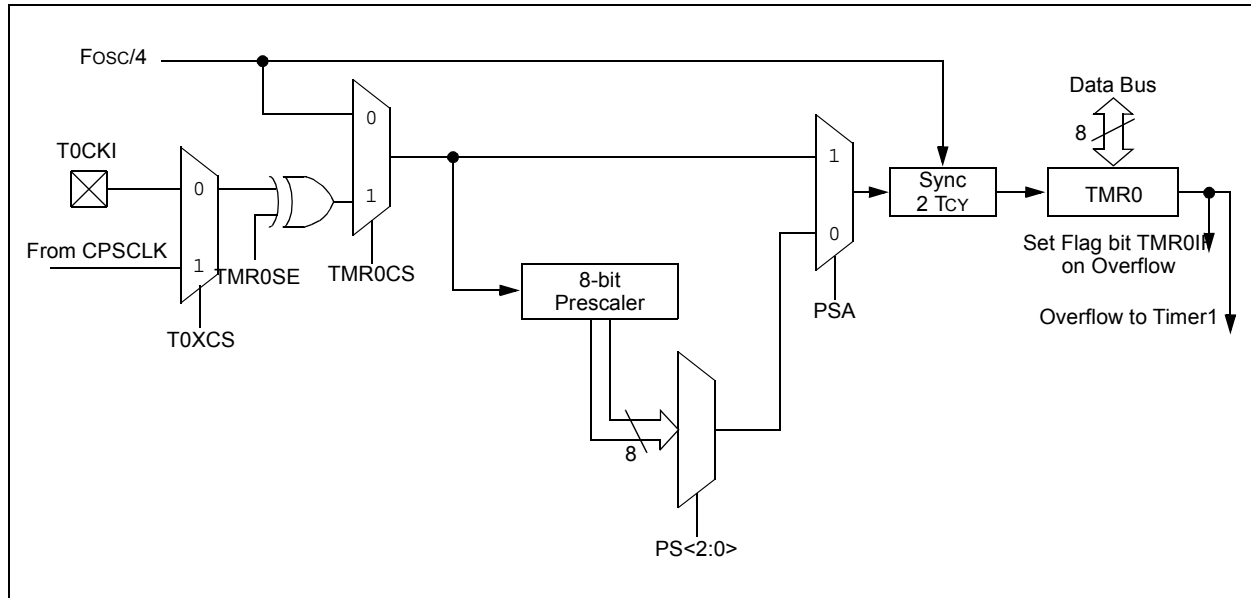 FOSC/4
T0CKI
0
1
From CPSCLK
T0XCS
TMR0SE
0
1
TMR0CS
8-bit
Prescaler
8
PS<2:0>
1
0
PSA
Sync
2 TCY
Data Bus
8
TMR0
Set Flag bit TMR0IF
on Overflow
Overflow to Timer1